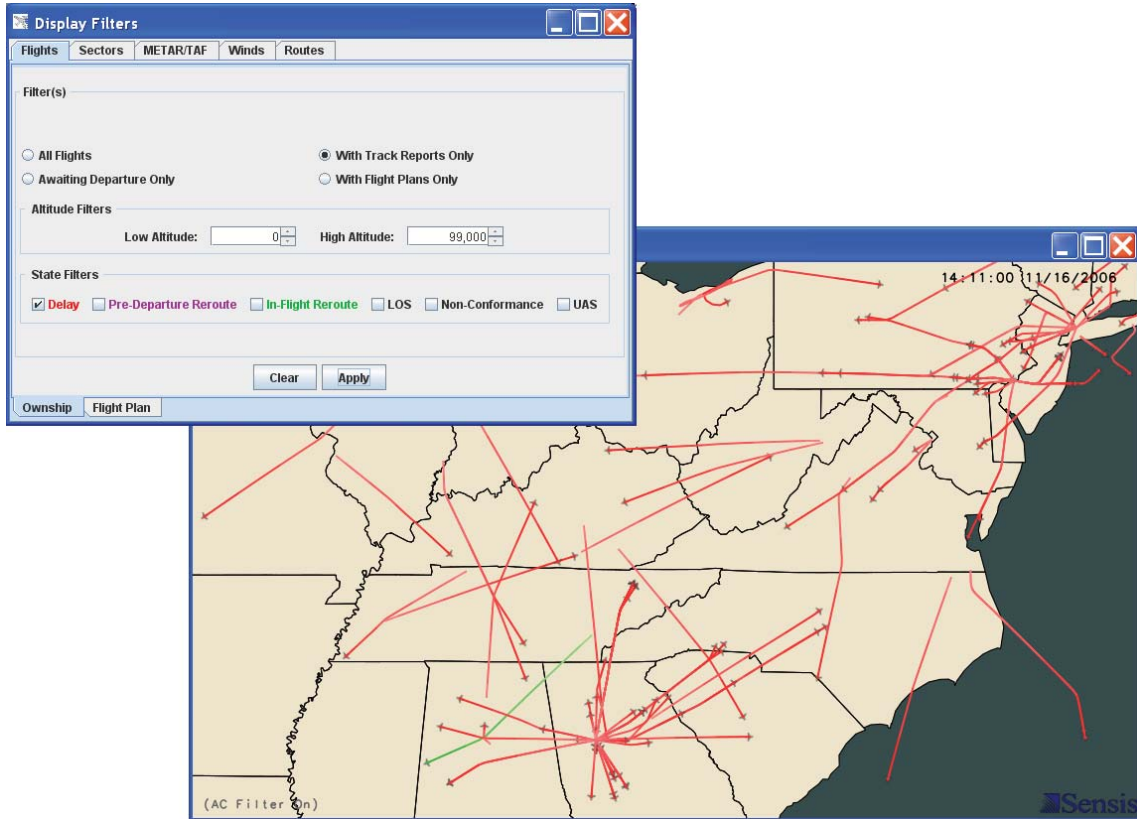 Display Filters
Flights Sectors METAR/TAF Winds Routes
Filter(s)
All Flights With Track Reports Only
Awaiting Departure Only With Flight Plans Only
Altitude Filters
Low Altitude: 0 High Altitude: 99,000
State Filters
Delay Pre-Departure Reroute In-Flight Reroute LOS Non-Conformance UAS
Clear Apply
Ownship Flight Plan
14:11:00 11/16/2006
(AC Filter On)
Sensis